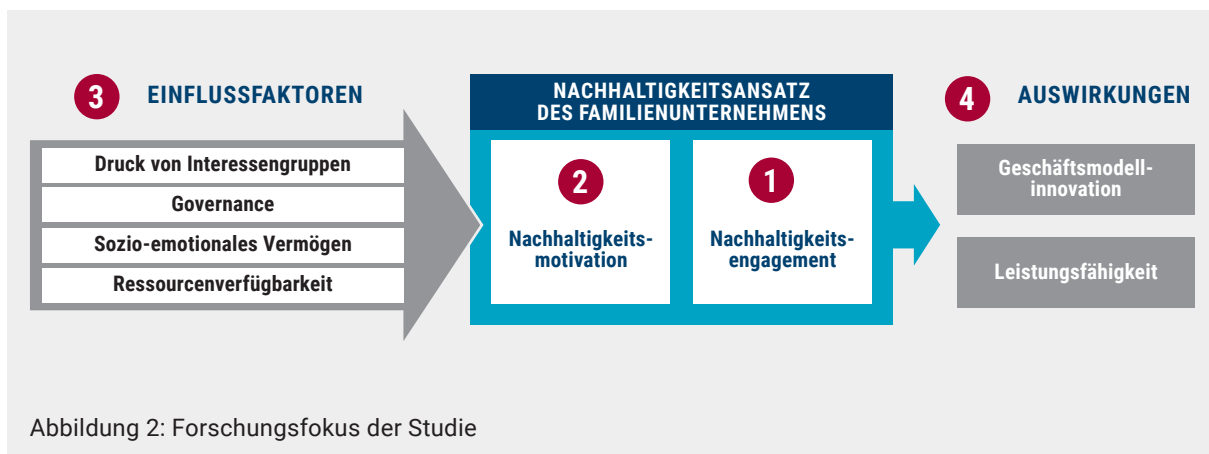 3 EINFLUSSFAKTOREN
Druck von Interessengruppen
Governance
Sozio-emotionales Vermögen
Ressourcenverfügbarkeit
NACHHALTIGKEITSANSATZ
DES FAMILIENUNTERNEHMENS
2
Nachhaltigkeits-
motivation
1
Nachhaltigkeits-
engagement
4 AUSWIRKUNGEN
Geschäftsmodell-
innovation
Leistungsfähigkeit
Abbildung 2: Forschungsfokus der Studie